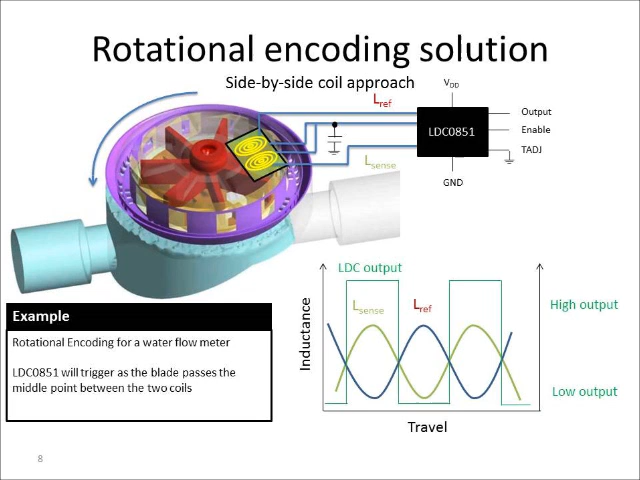 Rotational encoding solution
Side-by-side coil approach
VDD
Lref
LDC0851
Output
Enable
TADJ
Lsense
GND
LDC output
Lsense
Lref
High output
Low output
Inductance
Travel
Example
Rotational Encoding for a water flow meter
LDC0851 will trigger as the blade passes the
middle point between the two coils
8